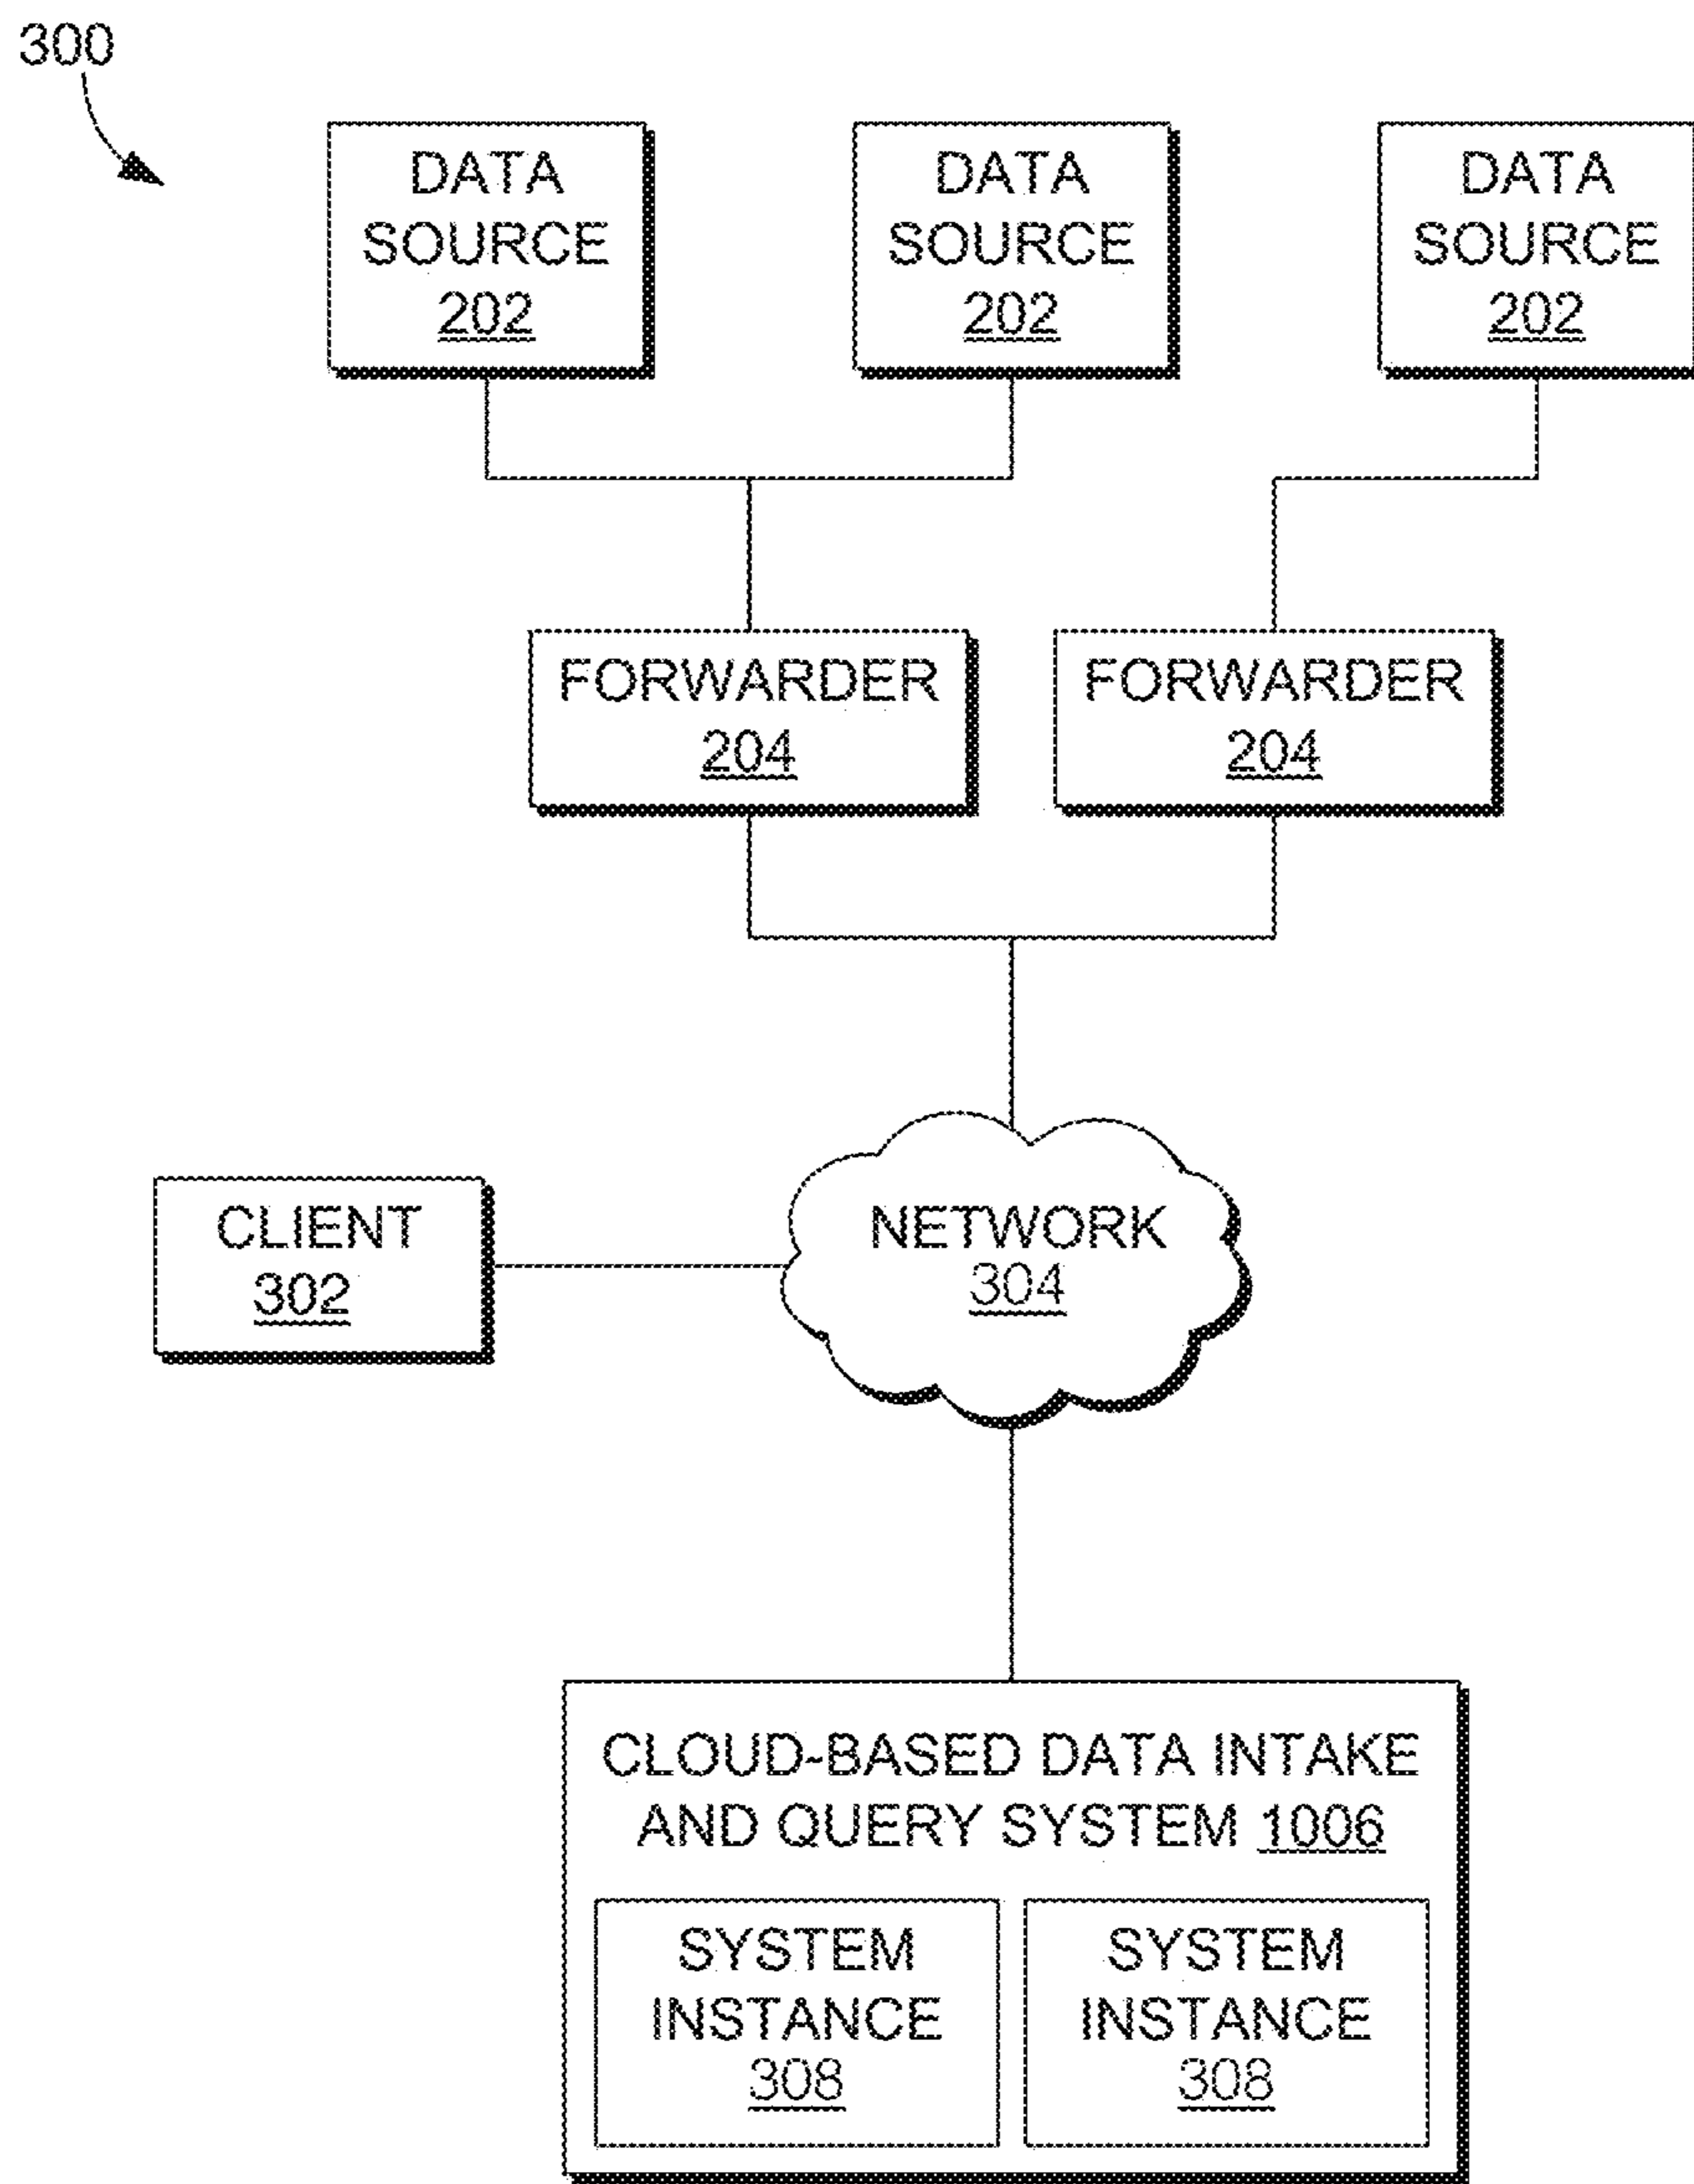 300
DATA
SOURCE
202
DATA
SOURCE
202
DATA
SOURCE
202
FORWARDER
204
FORWARDER
204
CLIENT
302
NETWORK
304
CLOUD-BASED DATA INTAKE
AND QUERY SYSTEM 1006
SYSTEM
INSTANCE
308
SYSTEM
INSTANCE
308